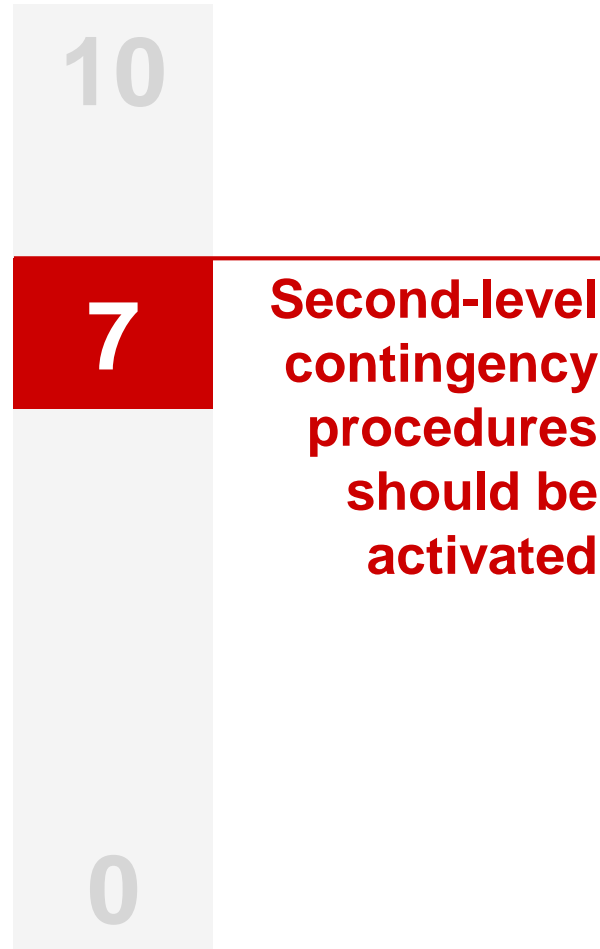 10
7
Second-level
contingency
procedures
should be
activated
0